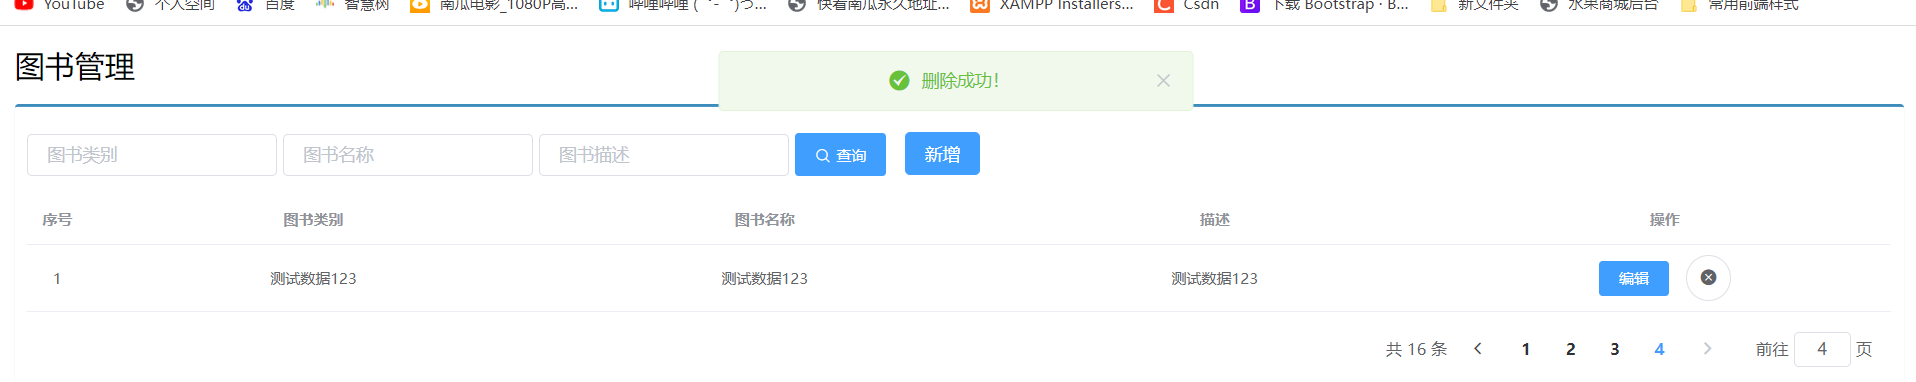 YouTube 个人空间 百度 智慧树 南瓜电影_1080P高... 哔哩哔哩 ( ゜- ゜)つ... 快看南瓜永久地址... XAMPP Installers... Csdn 下载 Bootstrap · B... 新文件夹 水果商城后台 常用前端样式
图书管理
删除成功!
图书类别 图书名称 图书描述 查询 新增
序号 图书类别 图书名称 描述 操作
1 测试数据123 测试数据123 测试数据123 编辑
共 16 条 1 2 3 4 前往 4 页